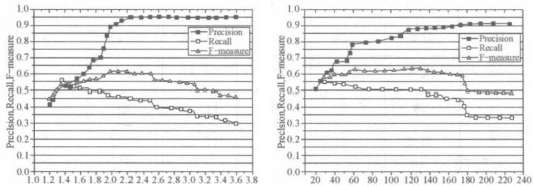 Precision,Recall,F-measure
1.0
0.9
0.8
0.7
0.6
0.5
0.4
0.3
0.2
0.1
0.0
1.2 1.4 1.6 1.8 2.0 2.2 2.4 2.6 2.8 3.0 3.2 3.4 3.6 3.8
Precision
Recall
F-measure
Precision,Recall,F-measure
1.0
0.9
0.8
0.7
0.6
0.5
0.4
0.3
0.2
0.1
0.0
20 40 60 80 100 120 140 160 180 200 220 240
Precision
Recall
F-measure